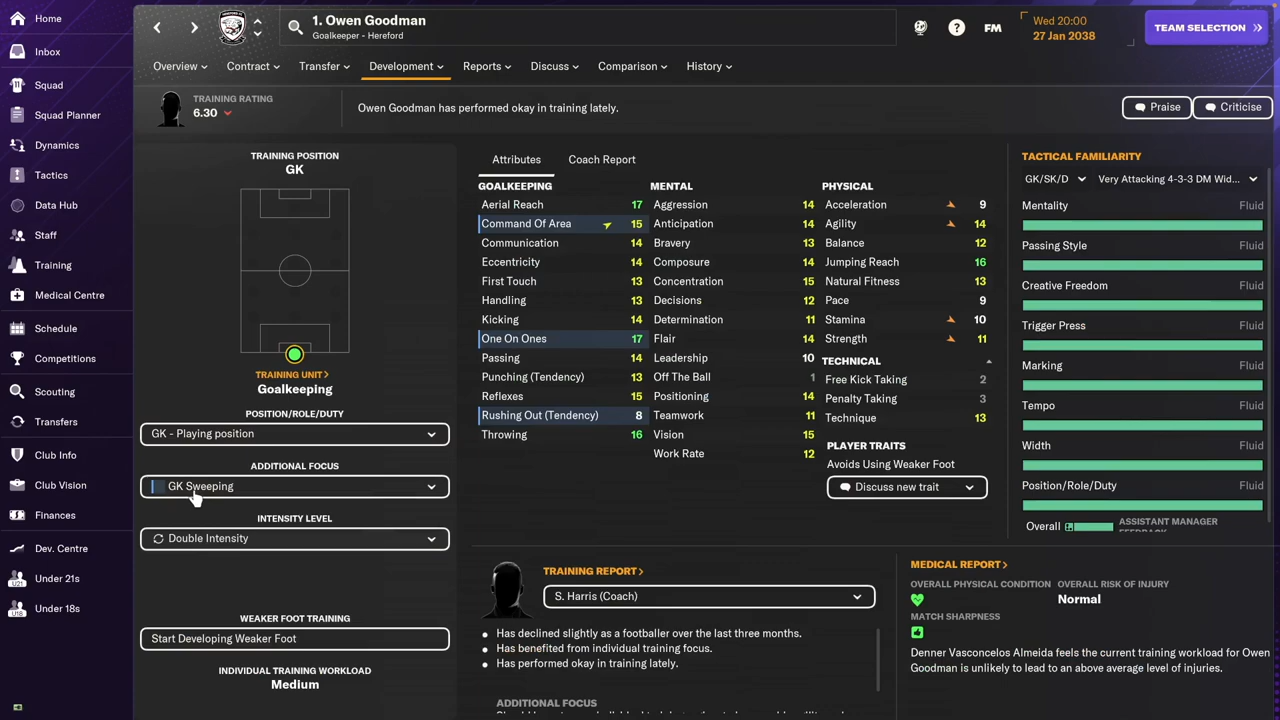 Home
Inbox
Squad
Squad Planner
Dynamics
Tactics
Data Hub
Staff
Training
Medical Centre
Schedule
Competitions
Scouting
Transfers
Club Info
Club Vision
Finances
Dev. Centre
Under 21s
Under 18s
1. Owen Goodman
Goalkeeper - Hereford
FM
Wed 20:00
27 Jan 2038
TEAM SELECTION
Overview
Contract
Transfer
Development
Reports
Discuss
Comparison
History
TRAINING RATING
6.30
Owen Goodman has performed okay in training lately.
Praise
Criticise
TRAINING POSITION
GK
TRAINING UNIT >
Goalkeeping
POSITION/ROLE/DUTY
GK - Playing position
ADDITIONAL FOCUS
GK Sweeping
INTENSITY LEVEL
Double Intensity
WEAKER FOOT TRAINING
Start Developing Weaker Foot
INDIVIDUAL TRAINING WORKLOAD
Medium
Attributes
Coach Report
GOALKEEPING
Aerial Reach 17
Command Of Area 15
Communication 14
Eccentricity 14
First Touch 13
Handling 13
Kicking 14
One On Ones 17
Passing 14
Punching (Tendency) 13
Reflexes 15
Rushing Out (Tendency) 8
Throwing 16
MENTAL
Aggression 14
Anticipation 14
Bravery 13
Composure 14
Concentration 15
Decisions 12
Determination 11
Flair 14
Leadership 10
Off The Ball 1
Positioning 14
Teamwork 11
Vision 15
Work Rate 12
PHYSICAL
Acceleration 9
Agility 14
Balance 12
Jumping Reach 16
Natural Fitness 13
Pace 9
Stamina 10
Strength 11
TECHNICAL
Free Kick Taking 2
Penalty Taking 3
Technique 13
PLAYER TRAITS
Avoids Using Weaker Foot
Discuss new trait
TACTICAL FAMILIARITY
GK/SK/D
Very Attacking 4-3-3 DM Wid...
Mentality Fluid
Passing Style Fluid
Creative Freedom Fluid
Trigger Press Fluid
Marking Fluid
Tempo Fluid
Width Fluid
Position/Role/Duty Fluid
Overall
ASSISTANT MANAGER
TRAINING REPORT >
S. Harris (Coach)
Has declined slightly as a footballer over the last three months.
Has benefited from individual training focus.
Has performed okay in training lately.
ADDITIONAL FOCUS
MEDICAL REPORT >
OVERALL PHYSICAL CONDITION
OVERALL RISK OF INJURY
Normal
MATCH SHARPNESS
Denner Vasconcelos Almeida feels the current training workload for Owen
Goodman is unlikely to lead to an above average level of injuries.